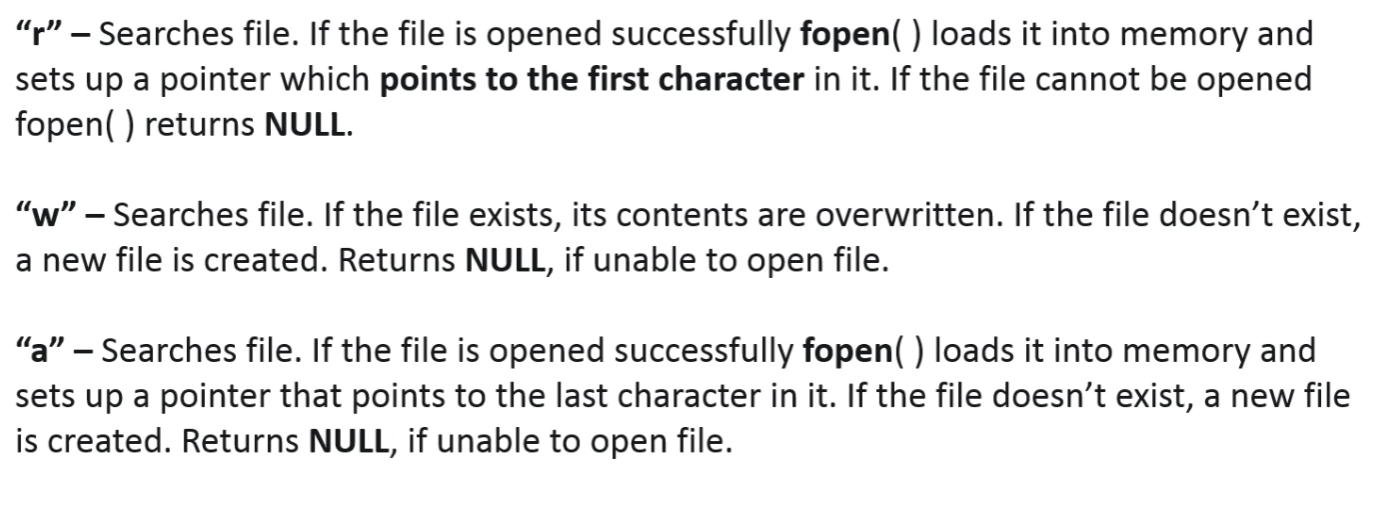 “r” – Searches file. If the file is opened successfully fopen( ) loads it into memory and
sets up a pointer which points to the first character in it. If the file cannot be opened
fopen( ) returns NULL.
“w” – Searches file. If the file exists, its contents are overwritten. If the file doesn’t exist,
a new file is created. Returns NULL, if unable to open file.
“a” – Searches file. If the file is opened successfully fopen( ) loads it into memory and
sets up a pointer that points to the last character in it. If the file doesn’t exist, a new file
is created. Returns NULL, if unable to open file.